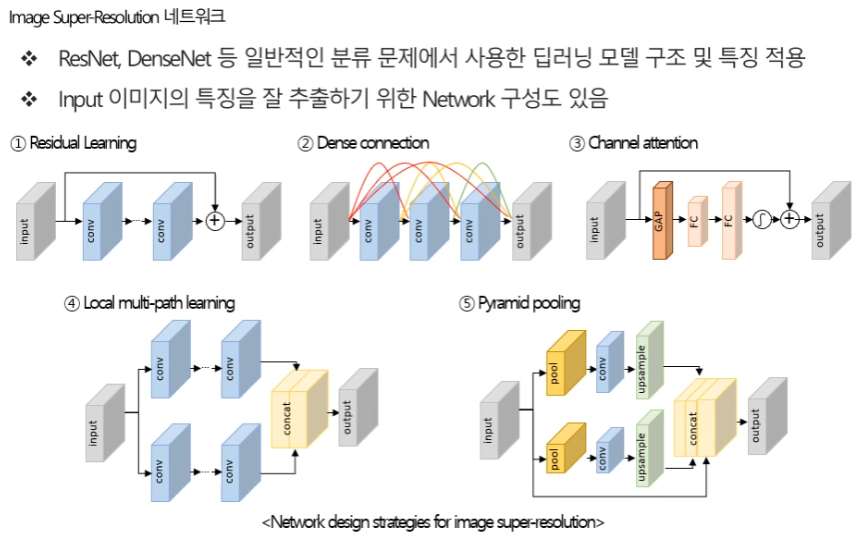 Image Super-Resolution 네트워크
❖ ResNet, DenseNet 등 일반적인 분류 문제에서 사용한 딥러닝 모델 구조 및 특징 적용
❖ Input 이미지의 특징을 잘 추출하기 위한 Network 구성도 있음
① Residual Learning
input
conv
conv
+
output
② Dense connection
input
conv
conv
conv
output
③ Channel attention
input
GAP
FC
FC
+
output
④ Local multi-path learning
input
conv
conv
conv
conv
concat
output
⑤ Pyramid pooling
input
pool
conv
upsample
pool
conv
upsample
concat
output
<Network design strategies for image super-resolution>